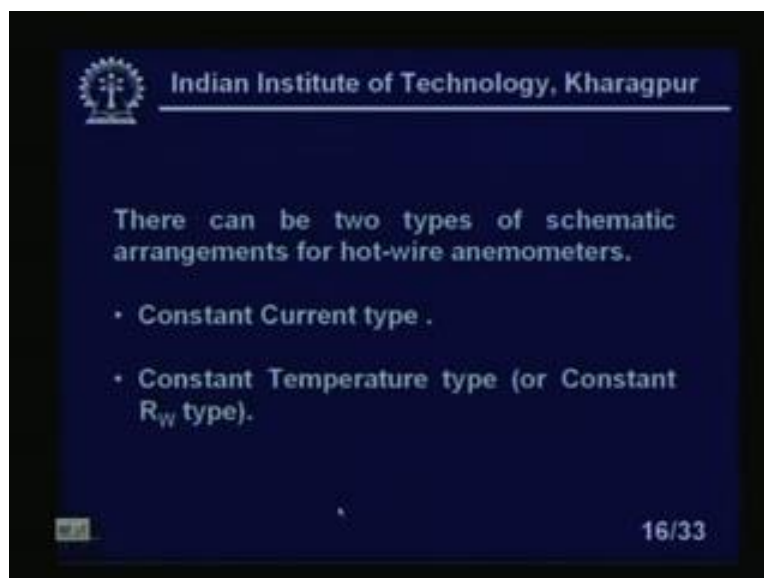 Indian Institute of Technology, Kharagpur
There can be two types of schematic
arrangements for hot-wire anemometers.
• Constant Current type .
• Constant Temperature type (or Constant
R_W type).
16/33